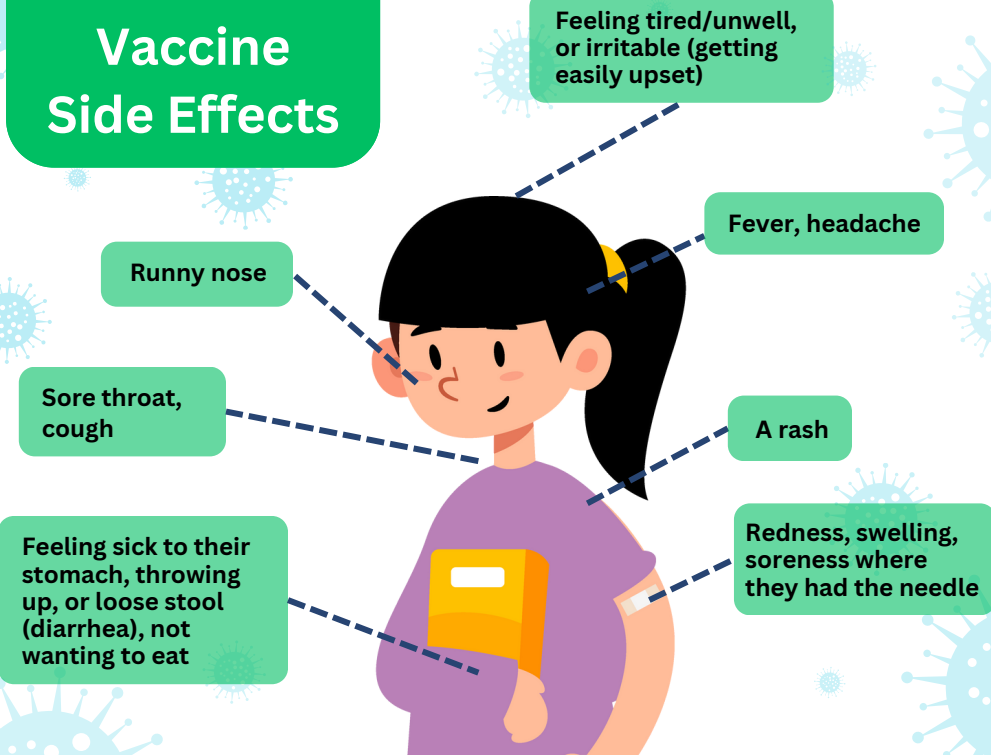 Vaccine
Side Effects
Feeling tired/unwell,
or irritable (getting
easily upset)
Fever, headache
Runny nose
Sore throat,
cough
A rash
Redness, swelling,
soreness where
they had the needle
Feeling sick to their
stomach, throwing
up, or loose stool
(diarrhea), not
wanting to eat